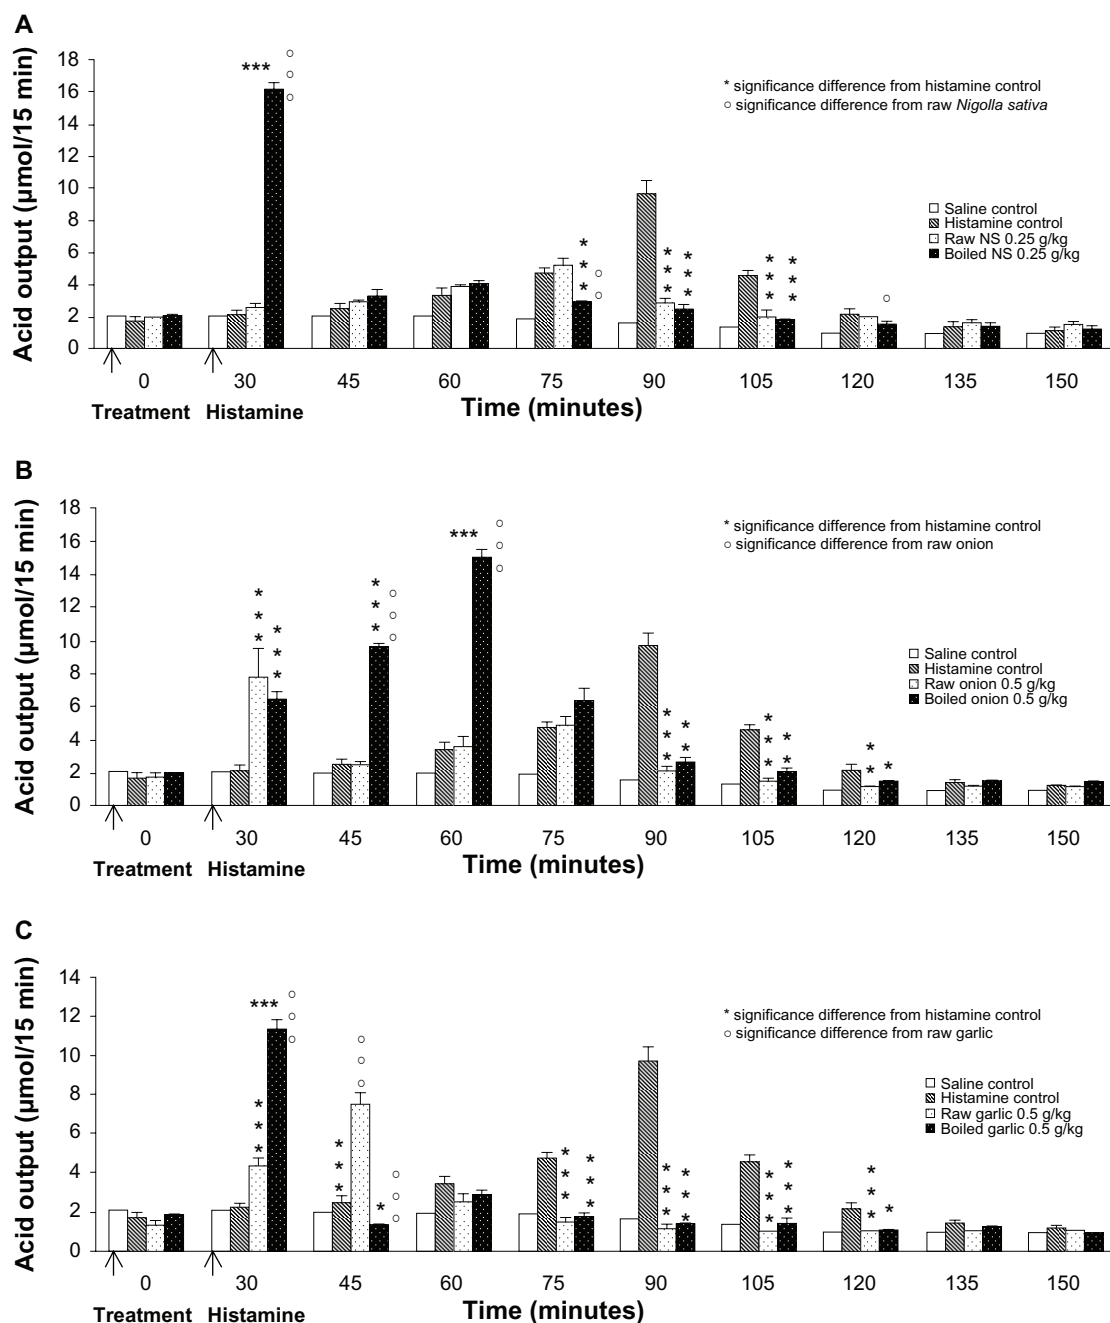 A
Acid output (µmol/15 min)
18
16
14
12
10
8
6
4
2
0
***
○
○
○
* significance difference from histamine control
○ significance difference from raw Nigolla sativa
Saline control
Histamine control
Raw NS 0.25 g/kg
Boiled NS 0.25 g/kg
* * *
○ ○
* * *
* * *
* * *
* * *
○
0 30 45 60 75 90 105 120 135 150
Treatment Histamine Time (minutes)
B
Acid output (µmol/15 min)
18
16
14
12
10
8
6
4
2
0
* * *
* * *
* * *
○ ○ ○
***
○ ○ ○
* significance difference from histamine control
○ significance difference from raw onion
Saline control
Histamine control
Raw onion 0.5 g/kg
Boiled onion 0.5 g/kg
* * *
* *
* * *
* *
* *
*
0 30 45 60 75 90 105 120 135 150
Treatment Histamine Time (minutes)
C
Acid output (µmol/15 min)
14
12
10
8
6
4
2
0
* * *
***
○ ○ ○
* * *
○ ○ ○
*
○ ○ ○
* significance difference from histamine control
○ significance difference from raw garlic
Saline control
Histamine control
Raw garlic 0.5 g/kg
Boiled garlic 0.5 g/kg
* * *
* * *
* * *
* * *
* * *
* * *
* * *
*
0 30 45 60 75 90 105 120 135 150
Treatment Histamine Time (minutes)